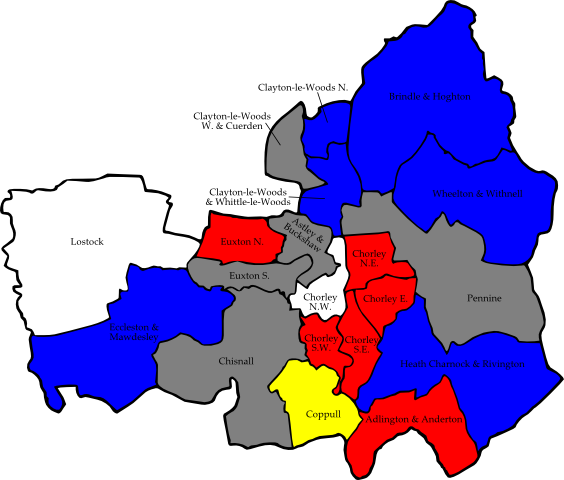 Clayton-le-Woods N.
Brindle & Hoghton
Clayton-le-Woods
W. & Cuerden
Clayton-le-Woods
& Whittle-le-Woods
Wheelton & Withnell
Lostock
Euxton N.
Astley &
Buckshaw
Chorley
N.E.
Euxton S.
Chorley
N.W.
Chorley E.
Pennine
Eccleston &
Mawdesley
Chisnall
Chorley
S.W.
Chorley
S.E.
Heath Charnock & Rivington
Coppull
Adlington & Anderton